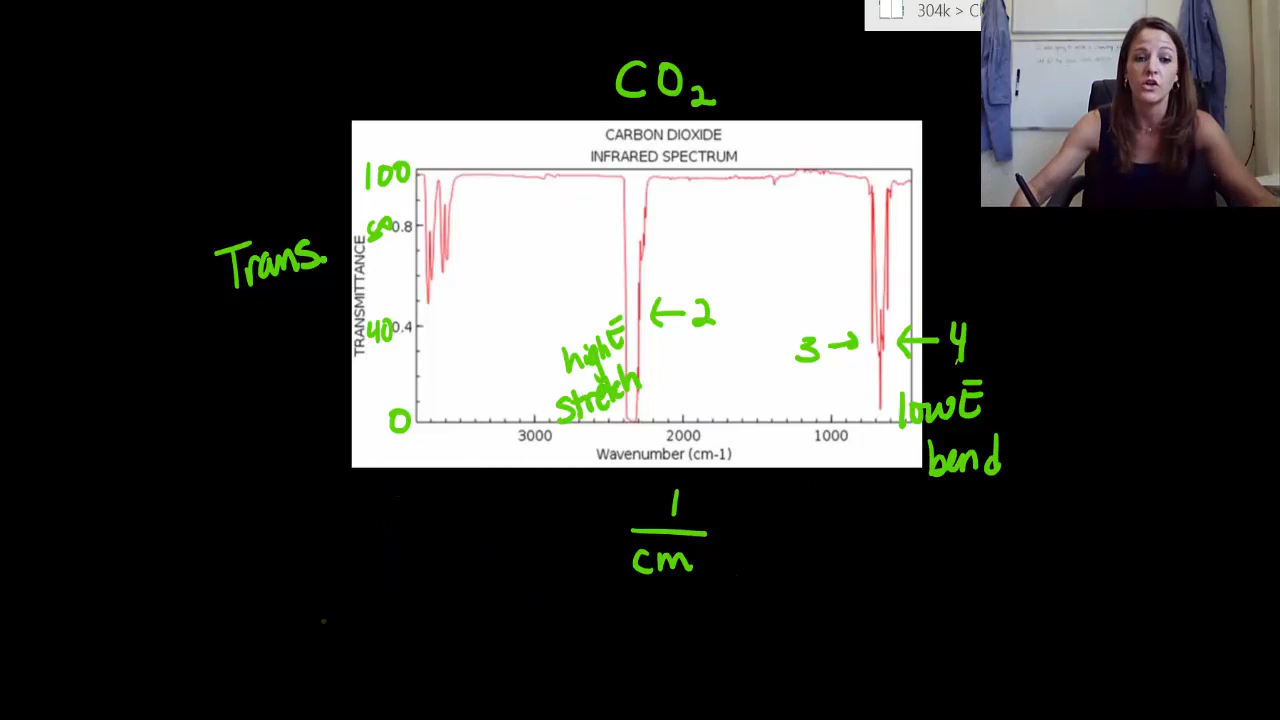 304k > C
CO2
CARBON DIOXIDE
INFRARED SPECTRUM
100
80
0.8
Trans.
TRANSMITTANCE
40
0.4
0
high E
stretch
← 2
3 →
← 4
low E
bend
3000 2000 1000
Wavenumber (cm-1)
1
cm